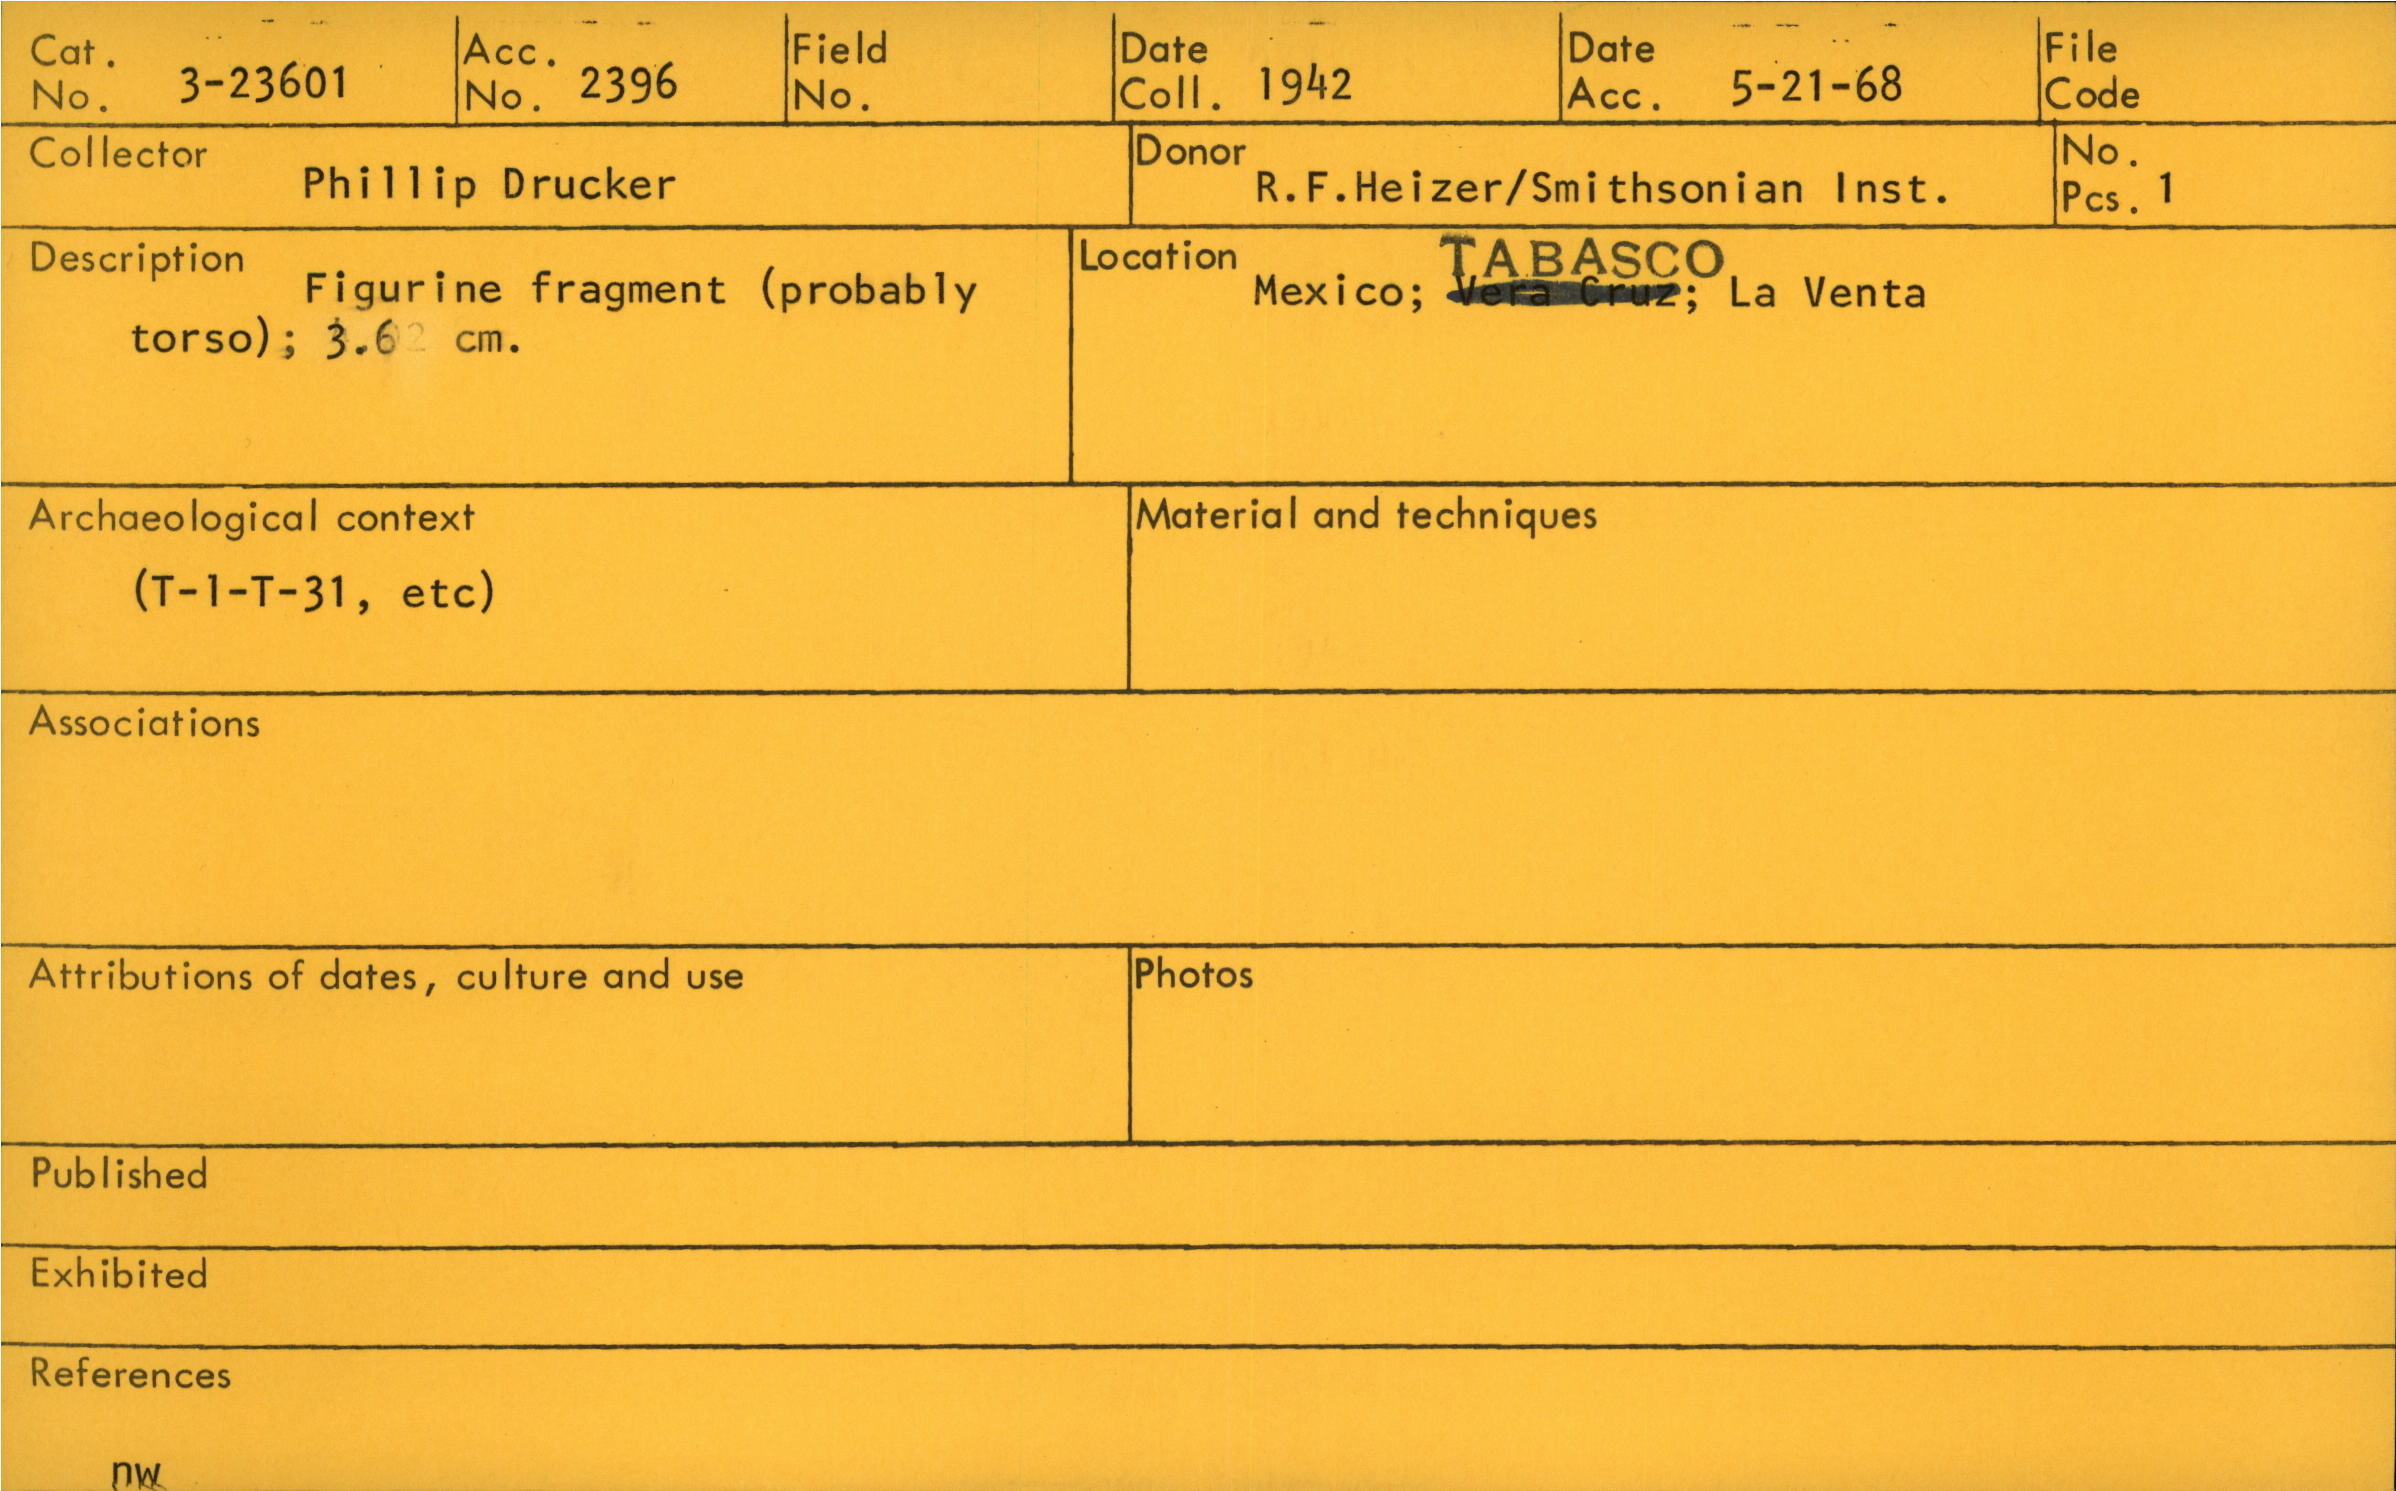 Cat. No. 3-23601
Acc. No. 2396
Field No.
Date Coll. 1942
Date Acc. 5-21-68
File Code
Collector
Phillip Drucker
Donor
R.F.Heizer/Smithsonian Inst.
No. Pcs. 1
Description
Figurine fragment (probably
torso); 3.6 cm.
Location
TABASCO
Mexico; Vera Cruz; La Venta
Archaeological context
(T-1-T-31, etc)
Material and techniques
Associations
Attributions of dates, culture and use
Photos
Published
Exhibited
References
nw